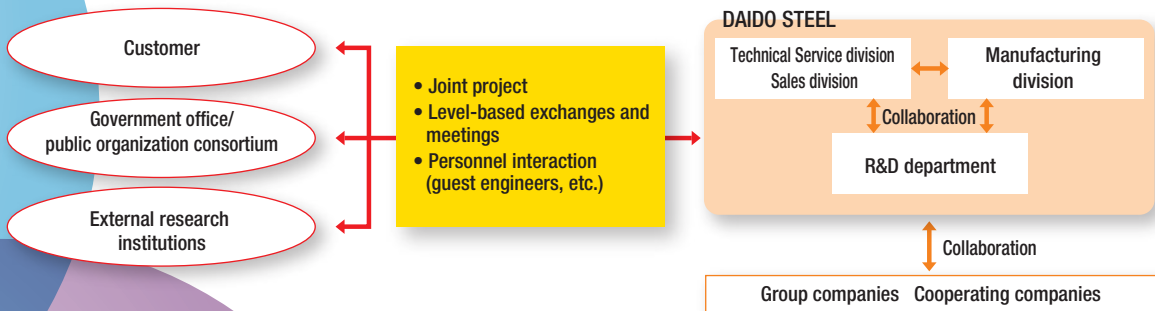 Customer
Government office/
public organization consortium
External research
institutions
• Joint project
• Level-based exchanges and
meetings
• Personnel interaction
(guest engineers, etc.)
DAIDO STEEL
Technical Service division
Sales division
Manufacturing
division
Collaboration
R&D department
Collaboration
Group companies Cooperating companies